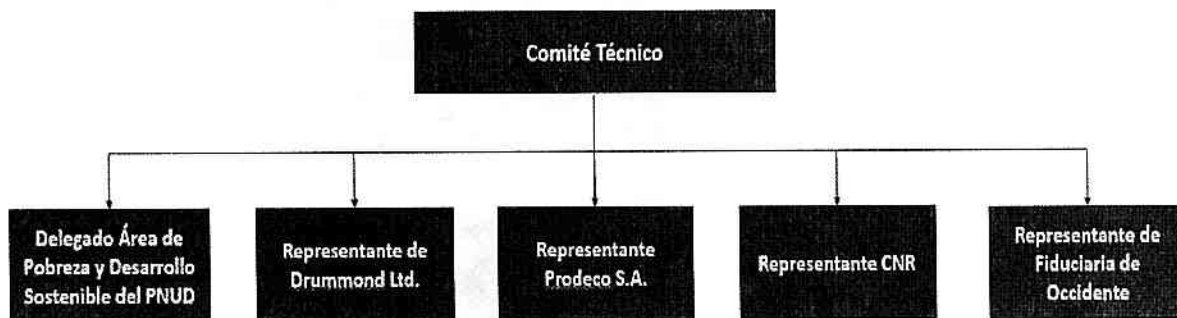 Comité Técnico
Delegado Área de
Pobreza y Desarrollo
Sostenible del PNUD
Representante de
Drummond Ltd.
Representante
Prodeco S.A.
Representante CNR
Representante de
Fiduciaria de
Occidente